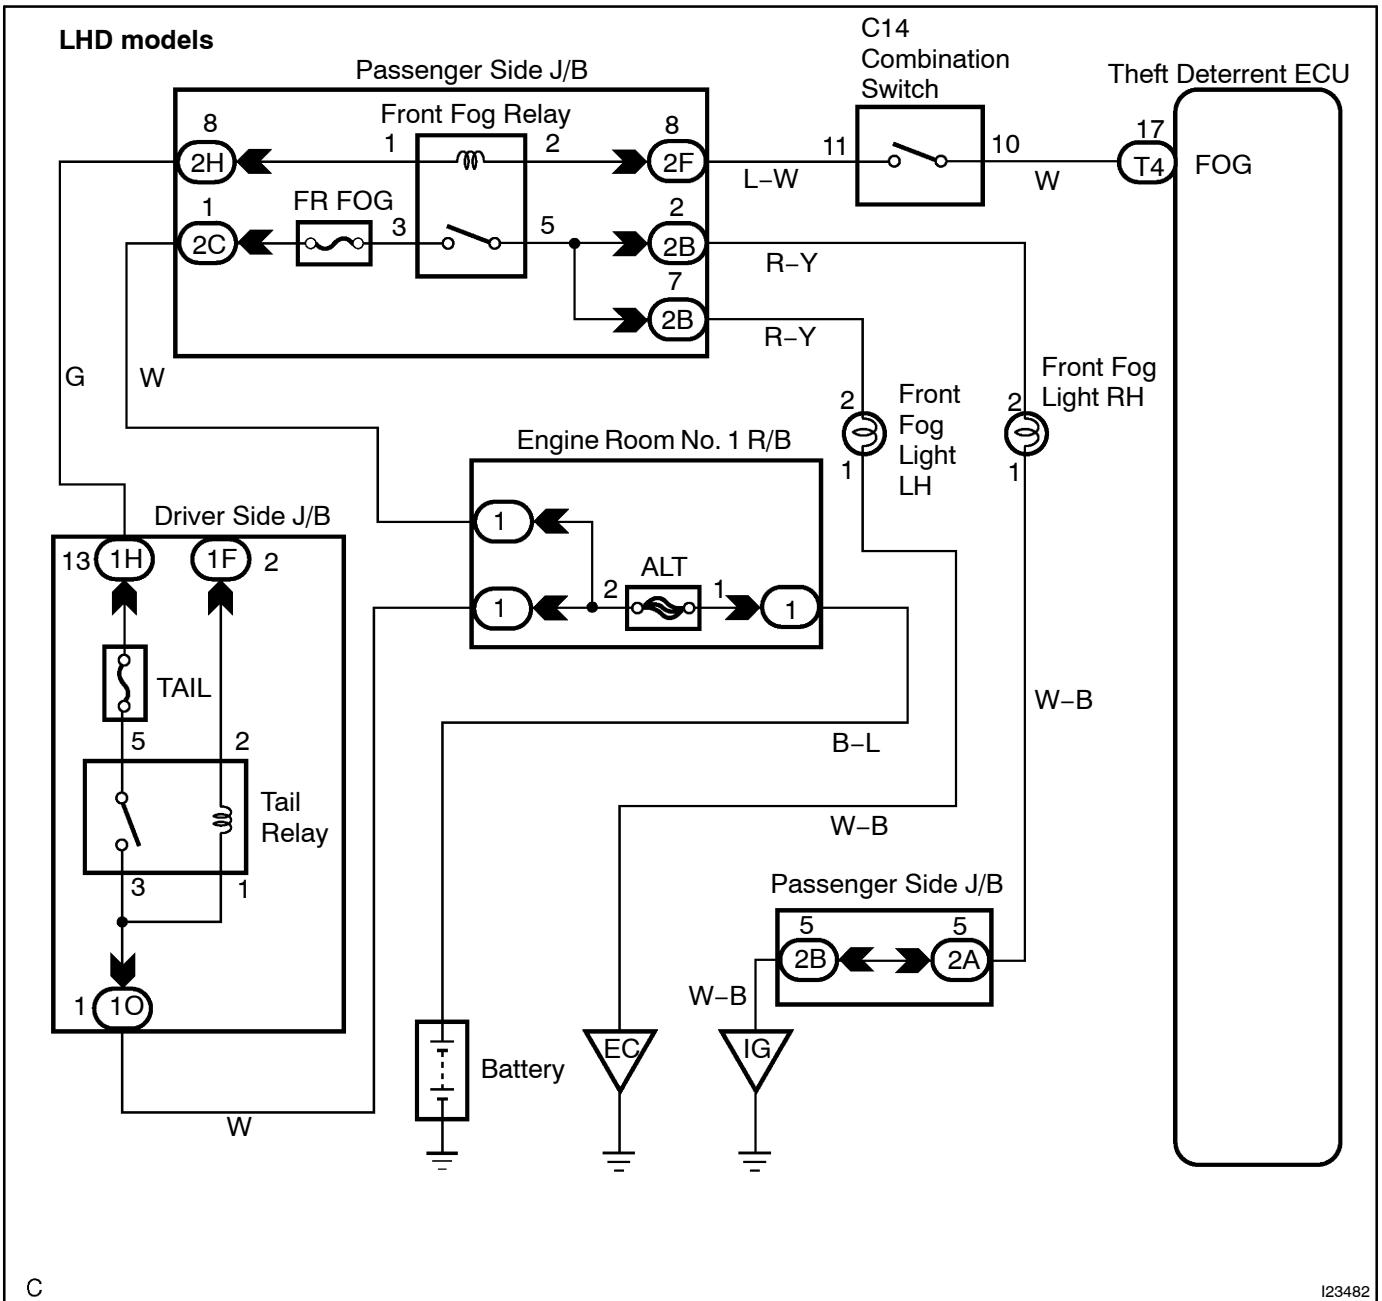 LHD models
C14
Combination
Switch
Passenger Side J/B
Theft Deterrent ECU
Front Fog Relay
8
1
2
8
17
2H
2F
11
10
T4
FOG
L–W
W
FR FOG
1
3
5
2
2C
2B
R–Y
7
2B
R–Y
G
W
Front Fog
Light RH
Front
Fog
Light
LH
2
1
2
1
Engine Room No. 1 R/B
1
ALT
1
2
1
1
Driver Side J/B
13
1H
1F
2
TAIL
5
2
Tail
Relay
3
1
1
1O
W
B–L
W–B
W–B
Passenger Side J/B
5
5
2B
2A
W–B
Battery
EC
IG
C
I23482